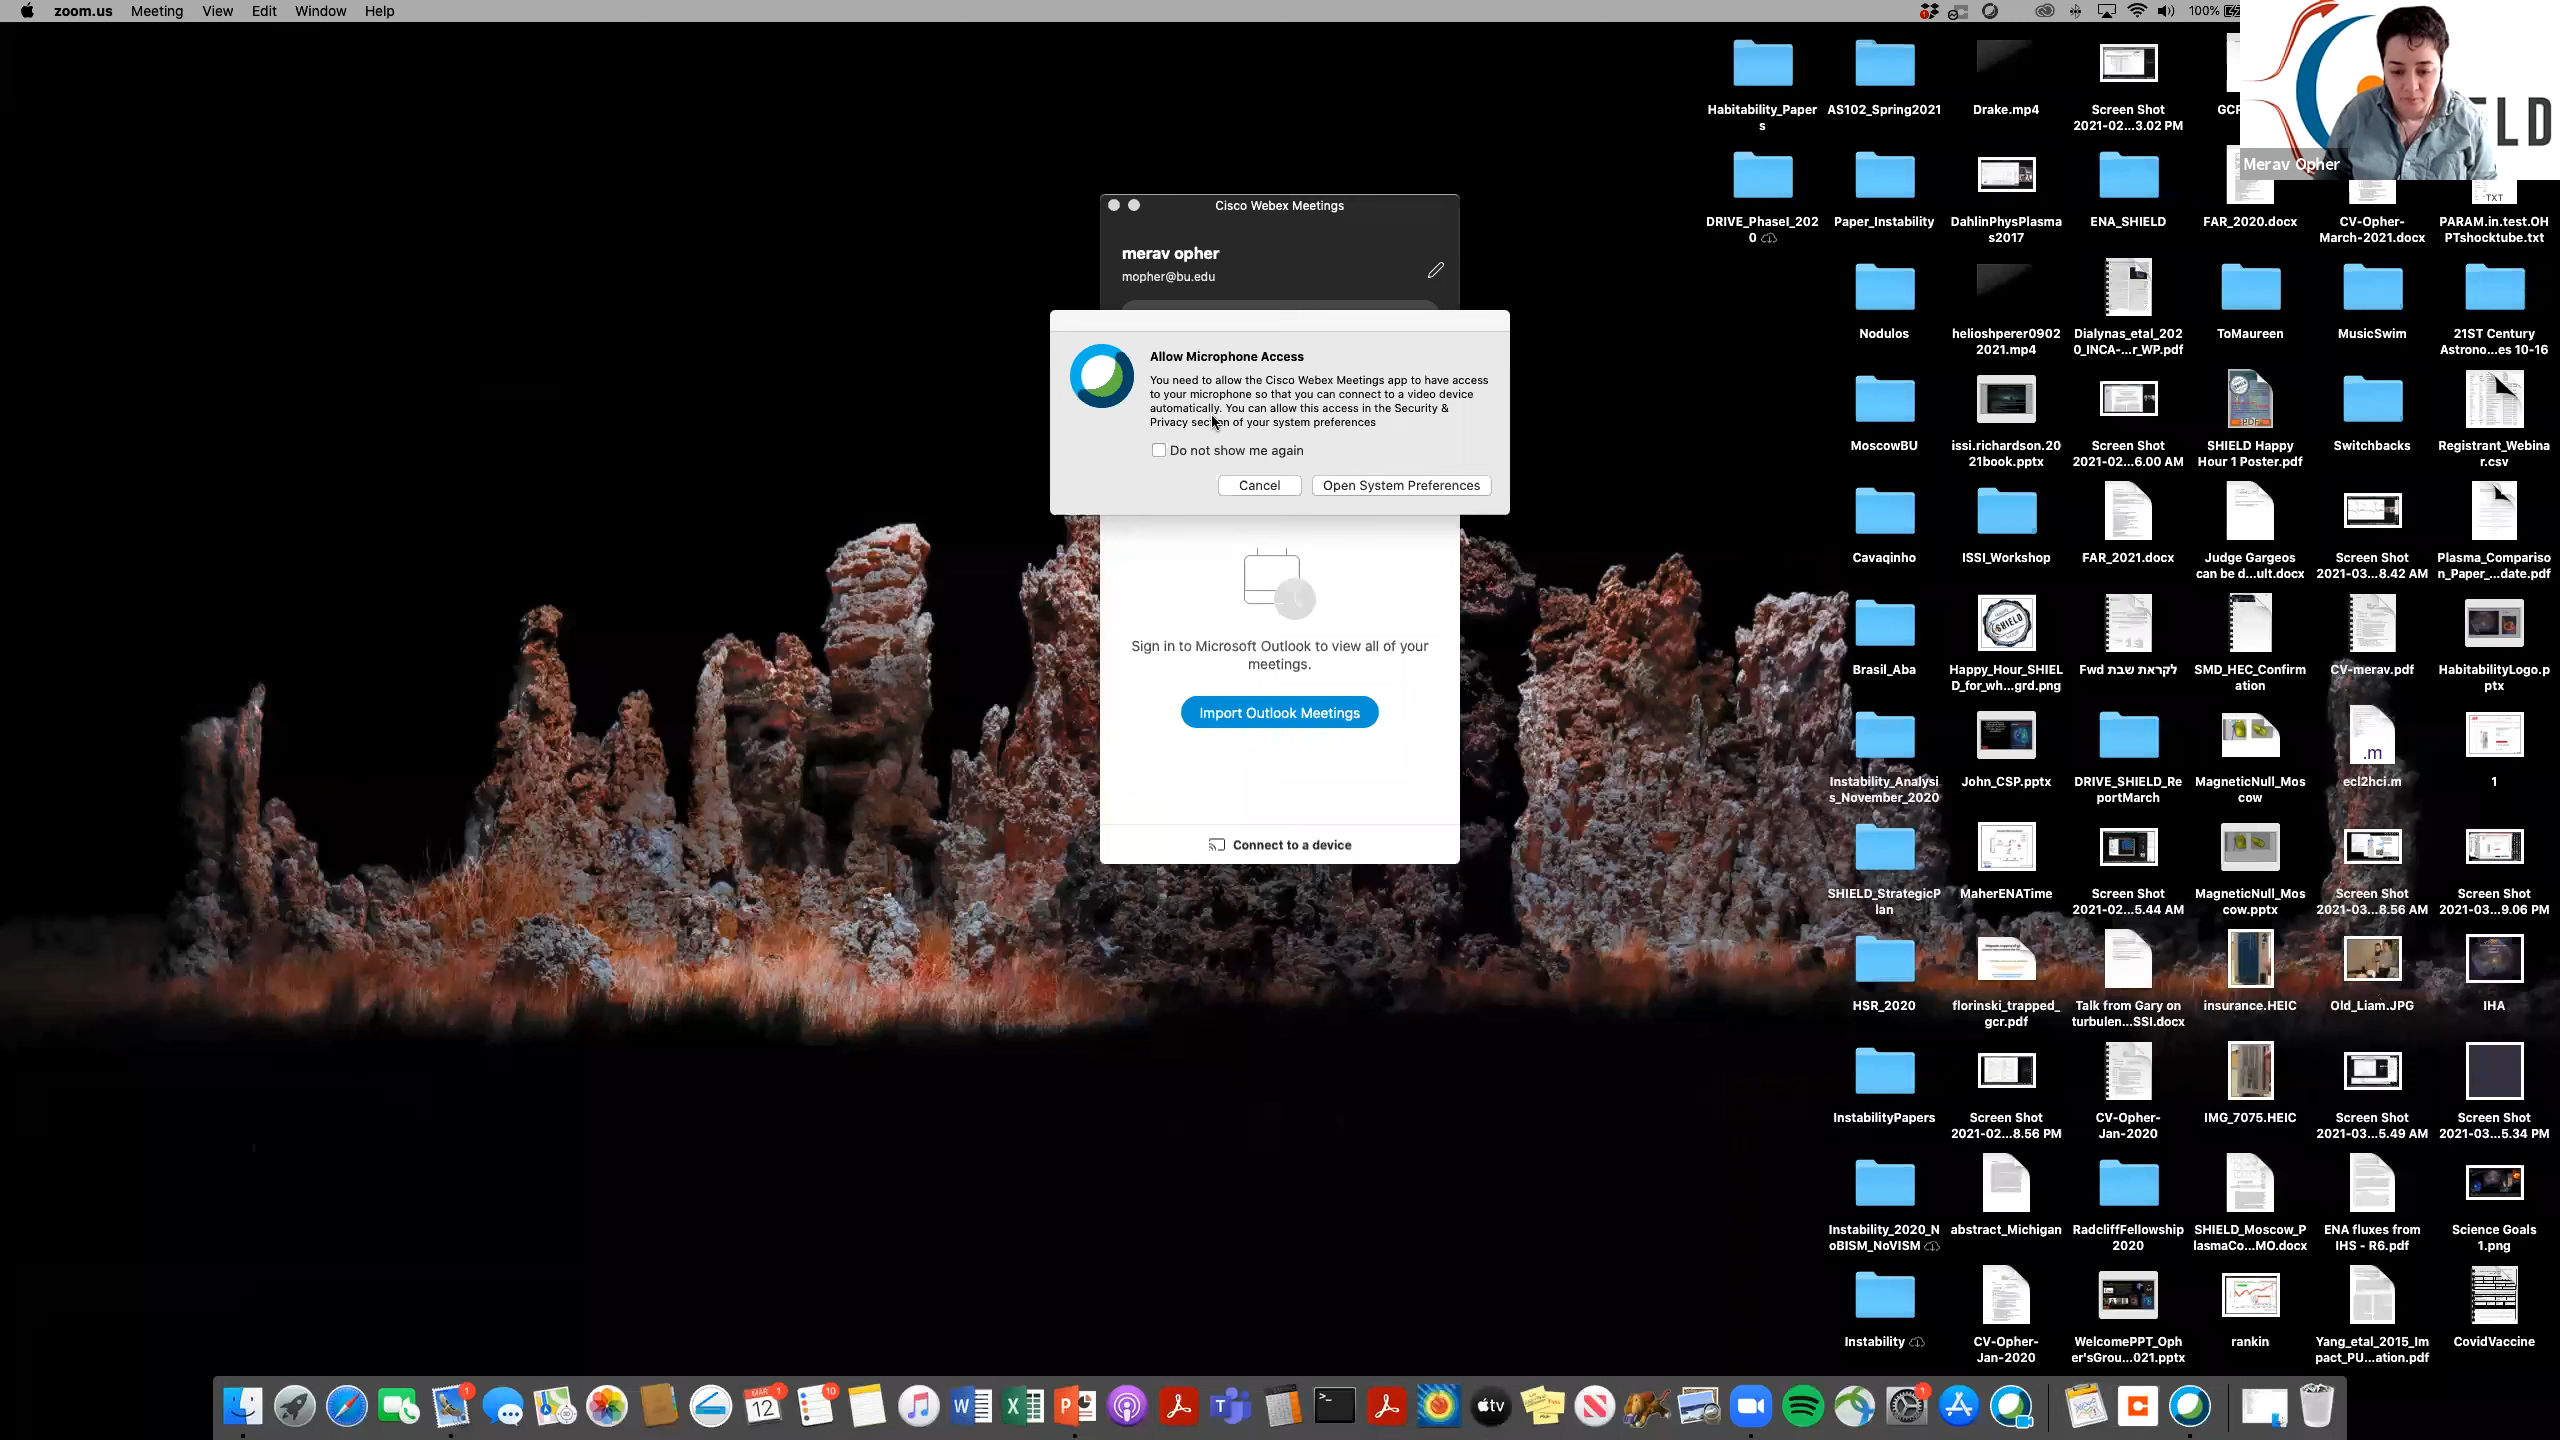 zoom.us Meeting View Edit Window Help
100%
Merav Opher
ELD
Habitability_Paper
s
AS102_Spring2021
Drake.mp4
Screen Shot
2021-02...3.02 PM
DRIVE_PhaseI_202
0
Paper_Instability
DahlinPhysPlasma
s2017
ENA_SHIELD
FAR_2020.docx
CV-Opher-
March-2021.docx
TXT
PARAM.in.test.OH
PTshocktube.txt
Cisco Webex Meetings
merav opher
mopher@bu.edu
Allow Microphone Access
You need to allow the Cisco Webex Meetings app to have access
to your microphone so that you can connect to a video device
automatically. You can allow this access in the Security &
Privacy section of your system preferences
Do not show me again
Cancel
Open System Preferences
Sign in to Microsoft Outlook to view all of your
meetings.
Import Outlook Meetings
Connect to a device
Nodulos
helioshperer0902
2021.mp4
Dialynas_etal_202
0_INCA-...r_WP.pdf
ToMaureen
MusicSwim
21ST Century
Astrono...es 10-16
MoscowBU
issi.richardson.20
21book.pptx
Screen Shot
2021-02...6.00 AM
PDF
SHIELD Happy
Hour 1 Poster.pdf
Switchbacks
Registrant_Webina
r.csv
Cavaqinho
ISSI_Workshop
FAR_2021.docx
Judge Gargeos
can be d...ult.docx
Screen Shot
2021-03...8.42 AM
Plasma_Compariso
n_Paper_...date.pdf
SHIELD
Brasil_Aba
Happy_Hour_SHIEL
D_for_wh...grd.png
Fwd לקראת שבת
SMD_HEC_Confirm
ation
CV-merav.pdf
HabitabilityLogo.p
ptx
.m
Instability_Analysi
s_November_2020
John_CSP.pptx
DRIVE_SHIELD_Re
portMarch
MagneticNull_Mos
cow
ecl2hci.m
1
SHIELD_StrategicP
lan
MaherENATime
Screen Shot
2021-02...5.44 AM
MagneticNull_Mos
cow.pptx
Screen Shot
2021-03...8.56 AM
Screen Shot
2021-03...9.06 PM
HSR_2020
florinski_trapped_
gcr.pdf
Talk from Gary on
turbulen...SSI.docx
insurance.HEIC
Old_Liam.JPG
IHA
InstabilityPapers
Screen Shot
2021-02...8.56 PM
CV-Opher-
Jan-2020
IMG_7075.HEIC
Screen Shot
2021-03...5.49 AM
Screen Shot
2021-03...5.34 PM
Instability_2020_N
oBISM_NoVISM
abstract_Michigan
RadcliffFellowship
2020
SHIELD_Moscow_P
lasmaCo...MO.docx
ENA fluxes from
IHS - R6.pdf
Science Goals
1.png
Instability
CV-Opher-
Jan-2020
WelcomePPT_Oph
er'sGrou...021.pptx
rankin
Yang_etal_2015_Im
pact_PU...ation.pdf
CovidVaccine
1
MAR
12
1
10
tv
1